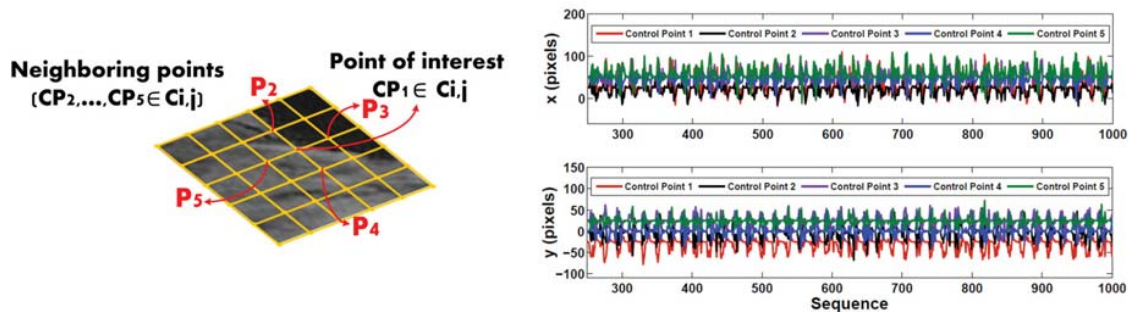 Neighboring points
(CP2,...,CP5∈ Ci,j)
Point of interest
CP1∈ Ci,j
P2
P3
P5
P4
200
100
0
x (pixels)
Control Point 1 Control Point 2 Control Point 3 Control Point 4 Control Point 5
300 400 500 600 700 800 900 1000
150
100
50
0
−50
−100
y (pixels)
Control Point 1 Control Point 2 Control Point 3 Control Point 4 Control Point 5
300 400 500 600 700 800 900 1000
Sequence